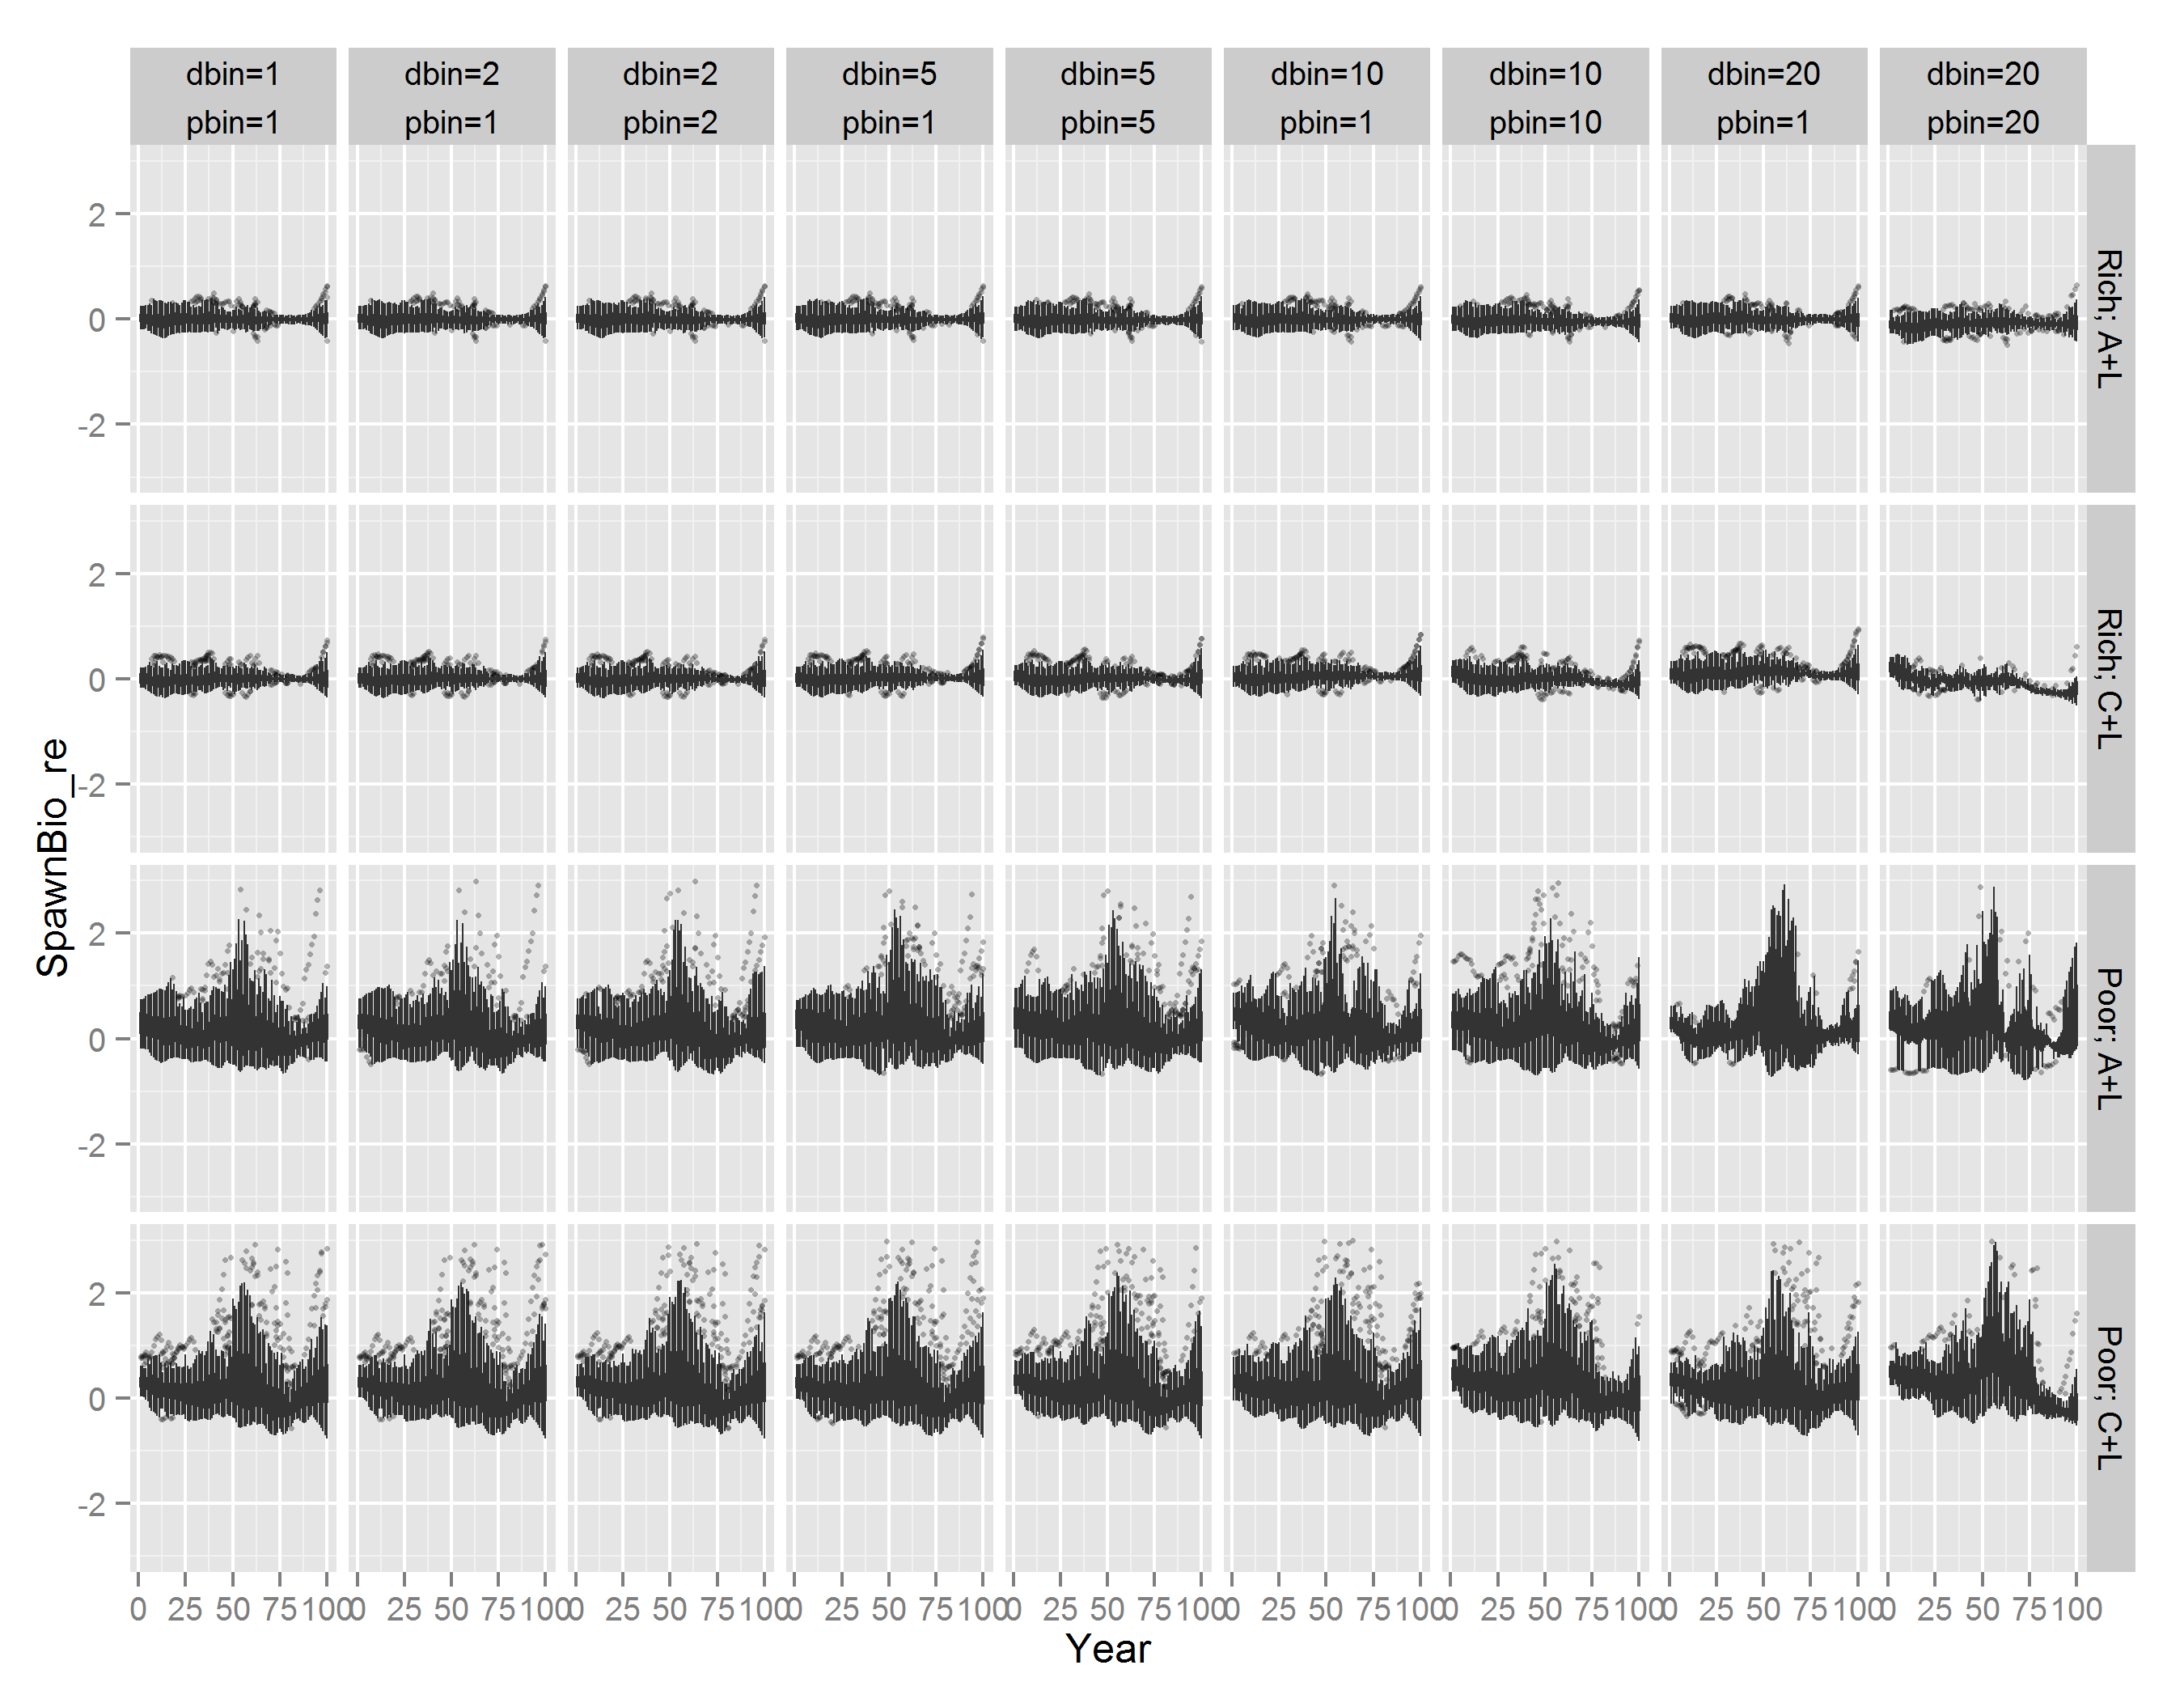 dbin=1 dbin=2 dbin=2 dbin=5 dbin=5 dbin=10 dbin=10 dbin=20 dbin=20
pbin=1 pbin=1 pbin=2 pbin=1 pbin=5 pbin=1 pbin=10 pbin=1 pbin=20
2
0
-2
Rich; A+L
2
0
-2
Rich; C+L
SpawnBio_re
2
0
-2
Poor; A+L
2
0
-2
Poor; C+L
0 25 50 75 100 0 25 50 75 100 0 25 50 75 100 0 25 50 75 100 0 25 50 75 100 0 25 50 75 100 0 25 50 75 100 0 25 50 75 100 0 25 50 75 100
Year